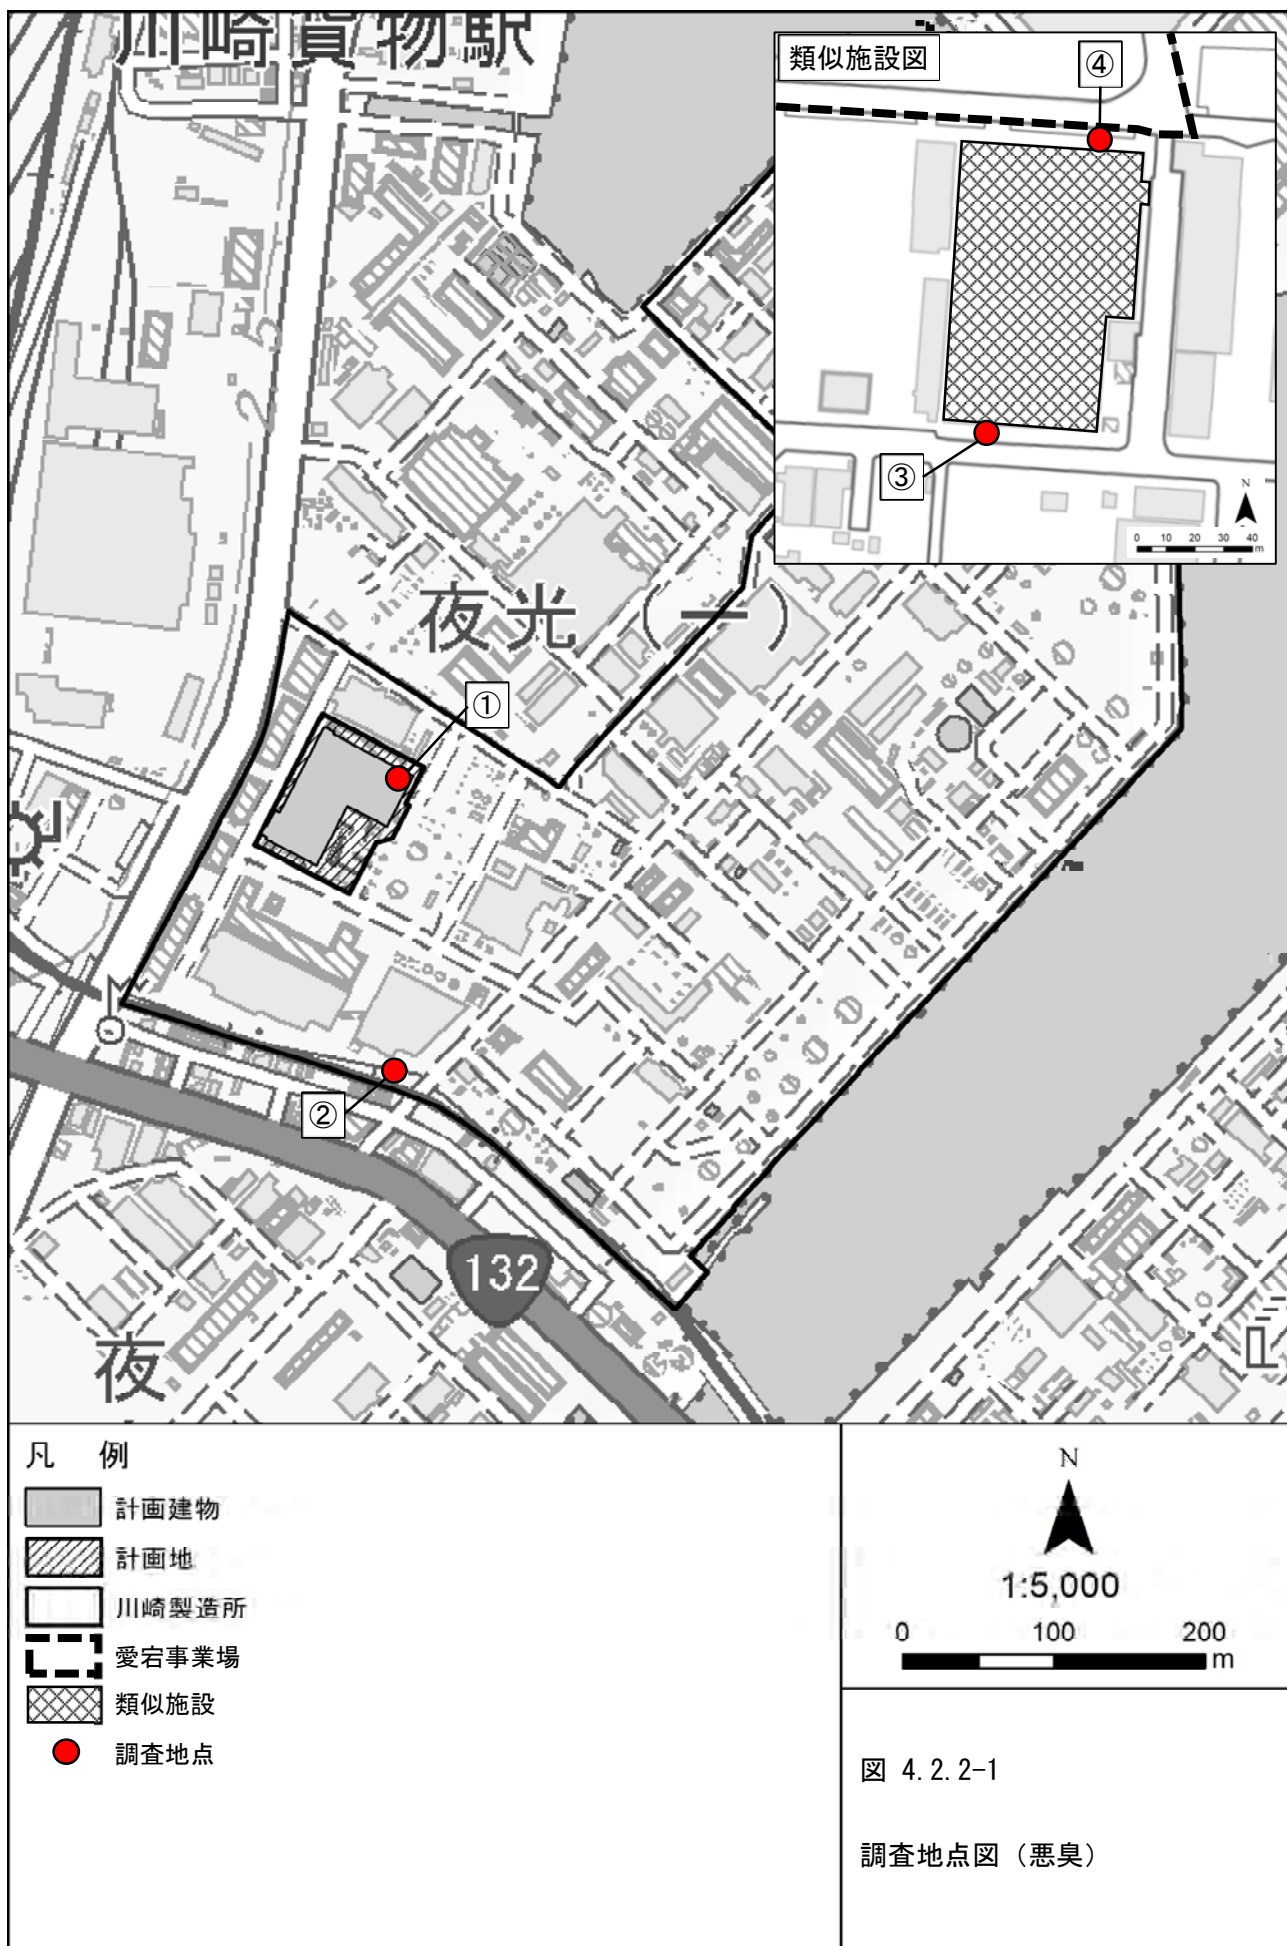 川崎貨物駅
類似施設図
④
③
N
0 10 20 30 40
m
夜光
(一)
①
②
132
夜
凡 例
計画建物
計画地
川崎製造所
愛宕事業場
類似施設
調査地点
N
1:5,000
0 100 200
m
図 4.2.2-1
調査地点図（悪臭）